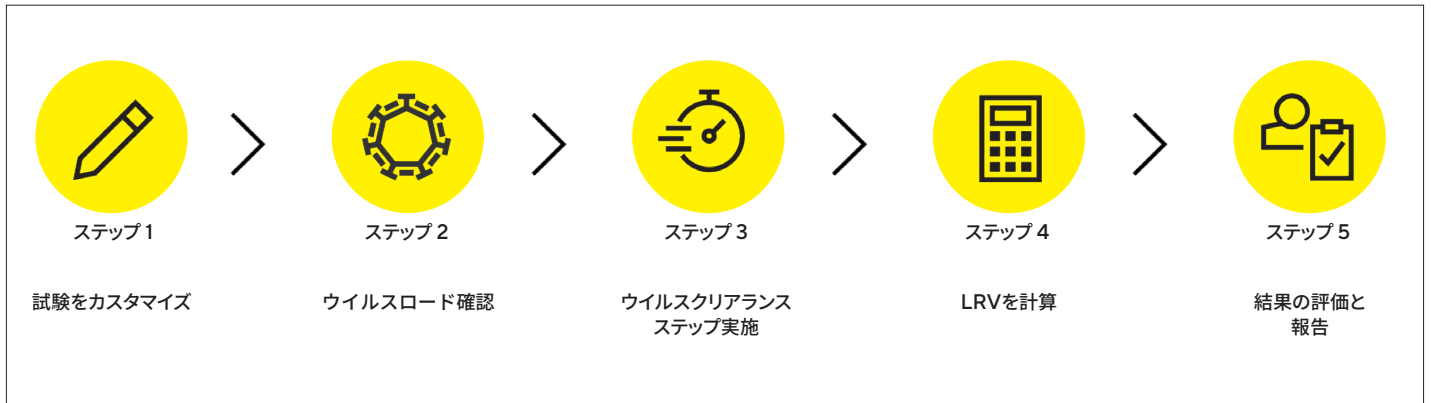 ステップ 1
ステップ 2
ステップ 3
ステップ 4
ステップ 5
試験をカスタマイズ
ウイルスロード確認
ウイルスクリアランス
ステップ実施
LRVを計算
結果の評価と
報告